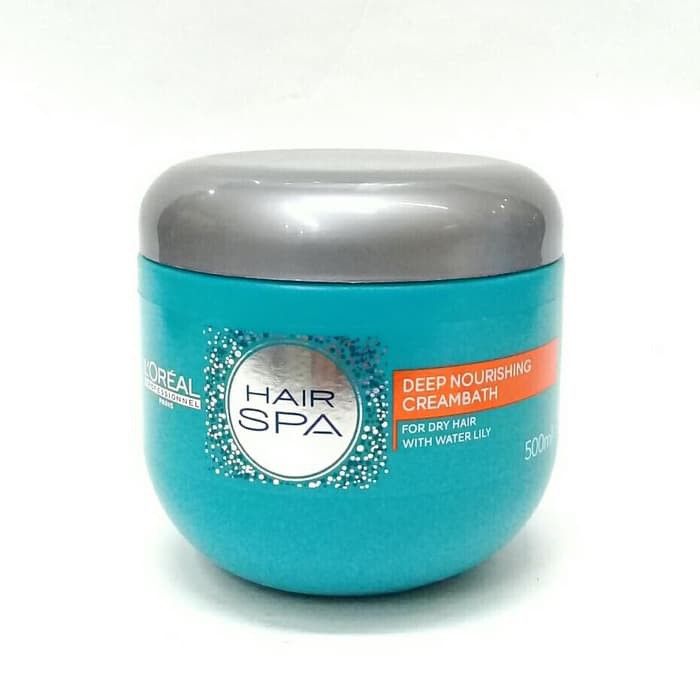 L'ORÉAL
PROFESSIONNEL
PARIS
HAIR
SPA
DEEP NOURISHING
CREAMBATH
FOR DRY HAIR
WITH WATER LILY
500ml